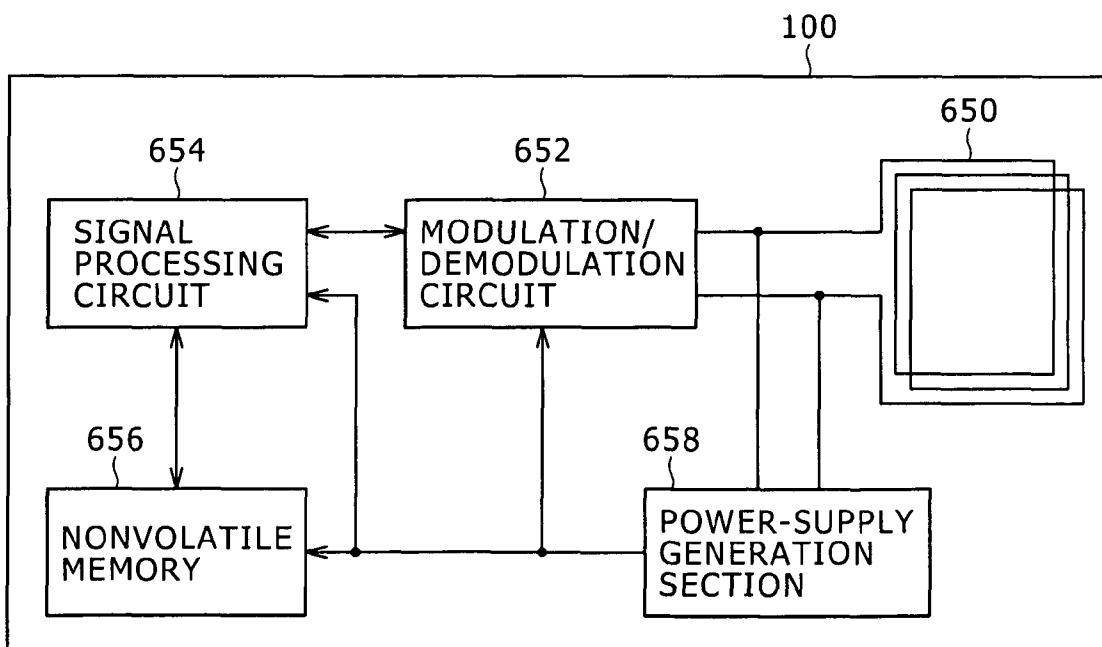 100
650
654
652
SIGNAL
PROCESSING
CIRCUIT
MODULATION/
DEMODULATION
CIRCUIT
656
658
NONVOLATILE
MEMORY
POWER-SUPPLY
GENERATION
SECTION